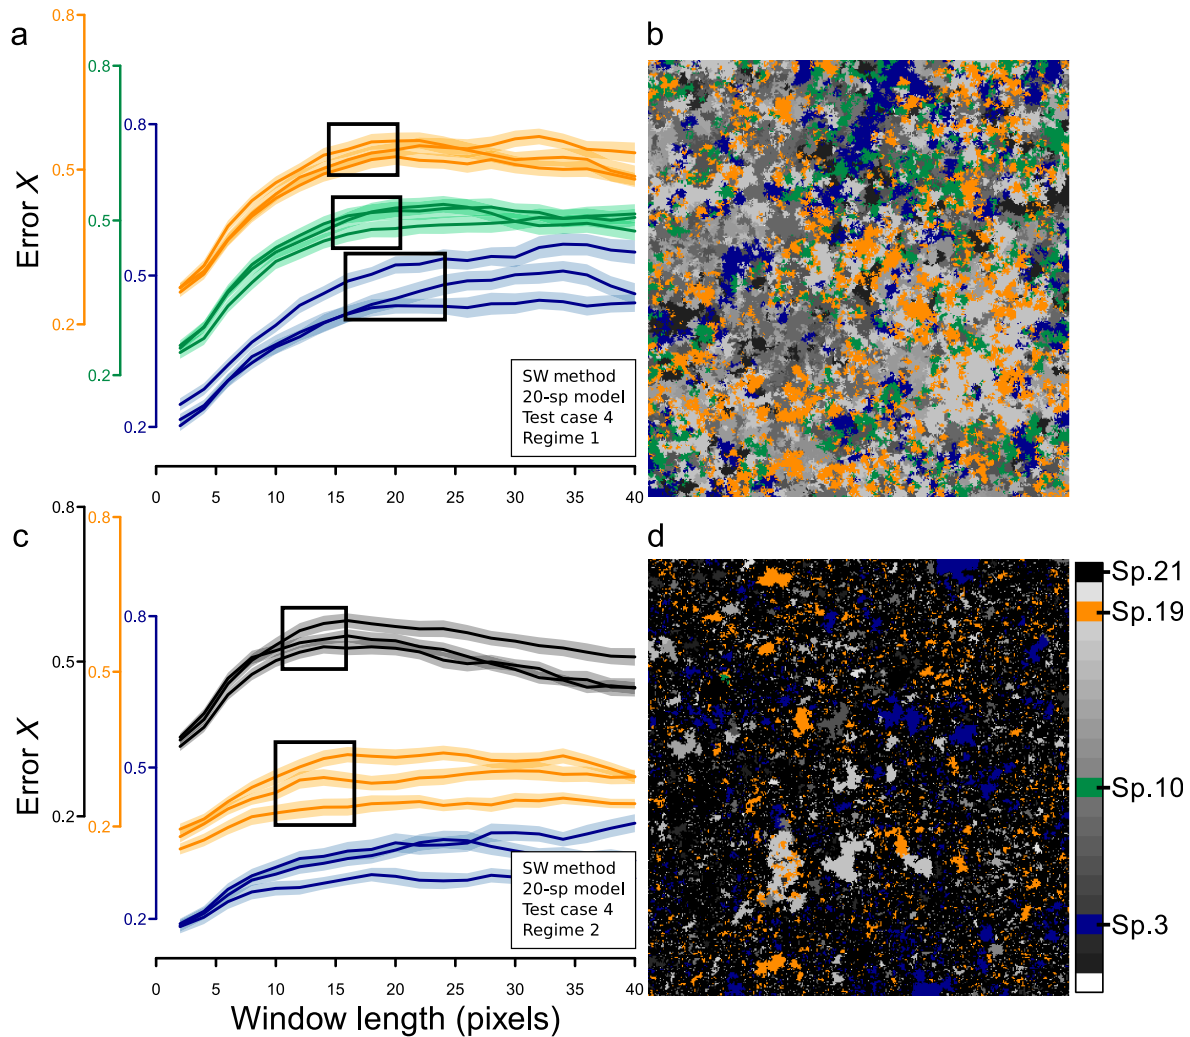 a
0.8
0.5
0.2
0.8
0.5
0.2
0.8
0.5
0.2
Error X
SW method
20-sp model
Test case 4
Regime 1
0 5 10 15 20 25 30 35 40
b
c
0.8
0.5
0.2
0.8
0.5
0.2
0.8
0.5
0.2
Error X
SW method
20-sp model
Test case 4
Regime 2
0 5 10 15 20 25 30 35 40
Window length (pixels)
d
Sp.21
Sp.19
Sp.10
Sp.3